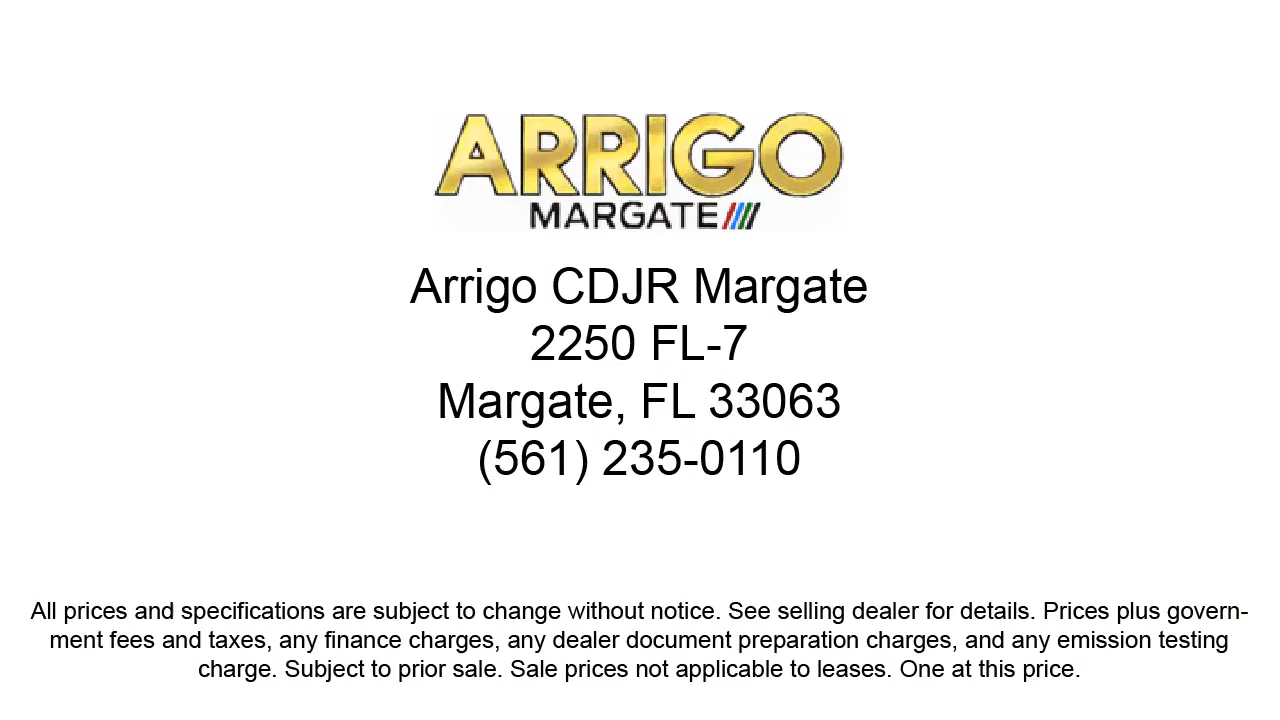 ARRIGO
MARGATE
Arrigo CDJR Margate
2250 FL-7
Margate, FL 33063
(561) 235-0110
All prices and specifications are subject to change without notice. See selling dealer for details. Prices plus govern-
ment fees and taxes, any finance charges, any dealer document preparation charges, and any emission testing
charge. Subject to prior sale. Sale prices not applicable to leases. One at this price.